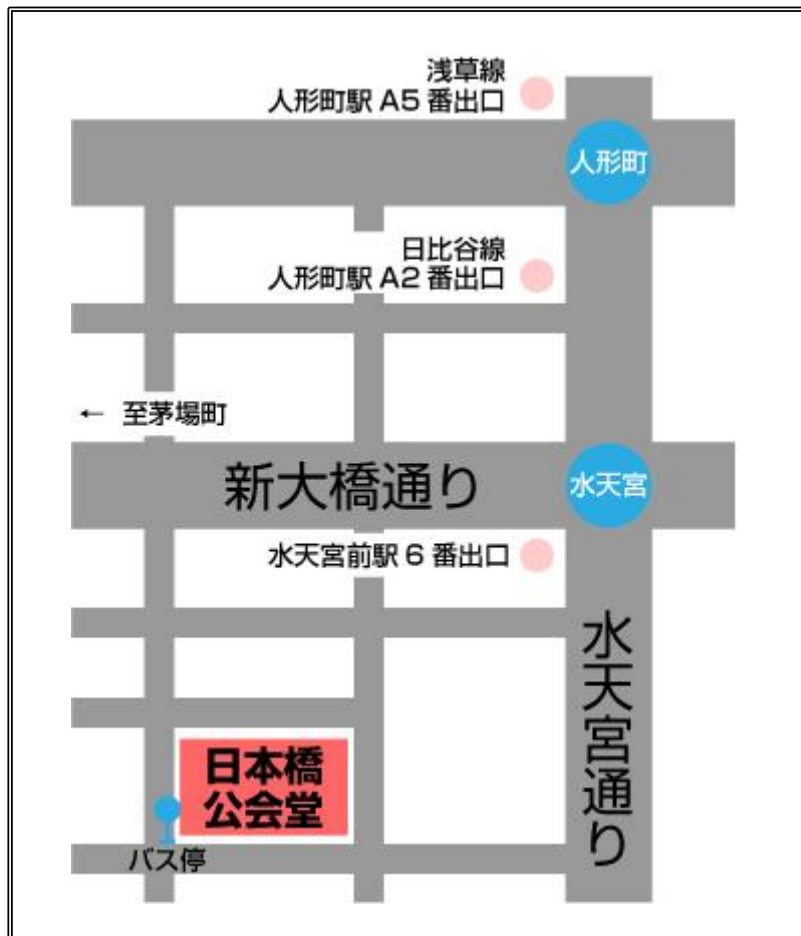 浅草線
人形町駅 A5 番出口
人形町
日比谷線
人形町駅 A2 番出口
← 至茅場町
新大橋通り
水天宮
水天宮前駅 6 番出口
水天宮通り
日本橋
公会堂
バス停